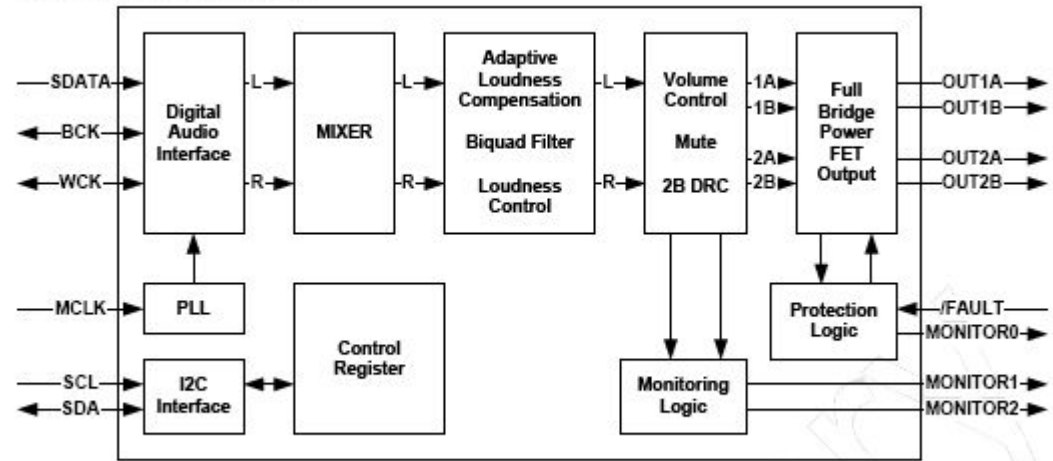 SDATA
BCK
WCK
Digital
Audio
Interface
L
R
MIXER
L
R
Adaptive
Loudness
Compensation
Biquad Filter
Loudness
Control
L
R
Volume
Control
Mute
2B DRC
1A
1B
2A
2B
Full
Bridge
Power
FET
Output
OUT1A
OUT1B
OUT2A
OUT2B
MCLK
PLL
SCL
SDA
I2C
Interface
Control
Register
Monitoring
Logic
Protection
Logic
/FAULT
MONITOR0
MONITOR1
MONITOR2